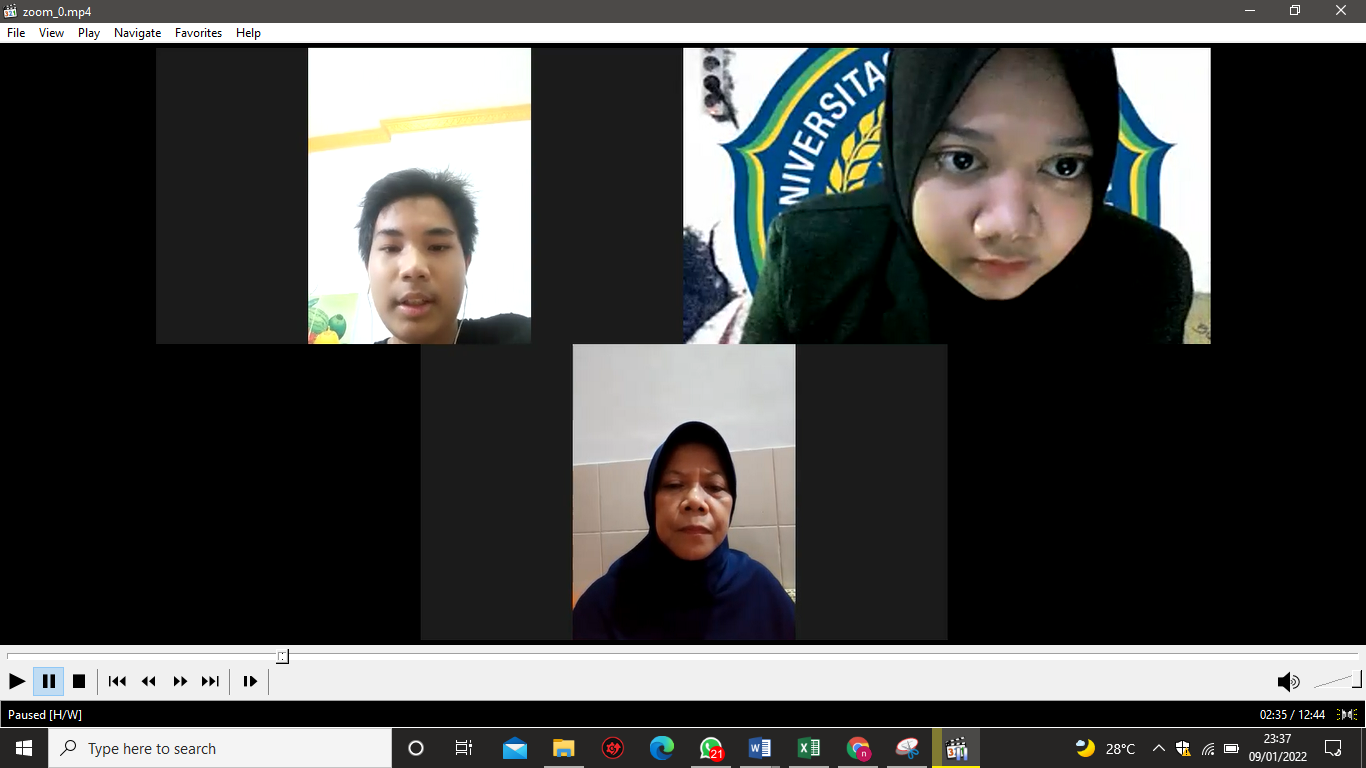 zoom_0.mp4
File View Play Navigate Favorites Help
UNIVERSITAS
Paused [H/W]
02:35 / 12:44
Type here to search
21
28°C
23:37
09/01/2022